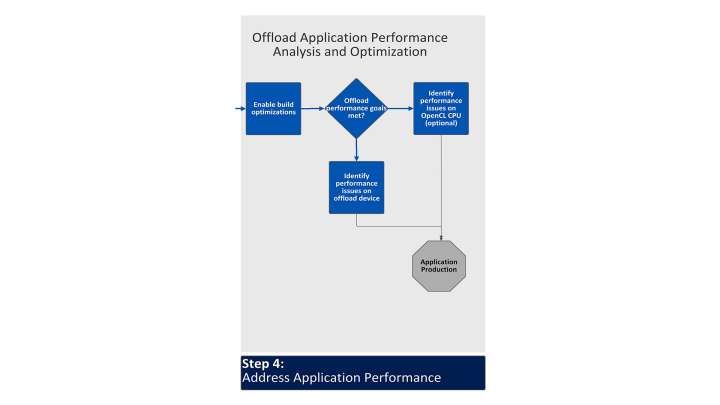 Offload Application Performance
Analysis and Optimization
Enable build
optimizations
Offload
performance goals
met?
Identify
performance
issues on
OpenCL CPU
(optional)
Identify
performance
issues on
offload device
Application
Production
Step 4:
Address Application Performance